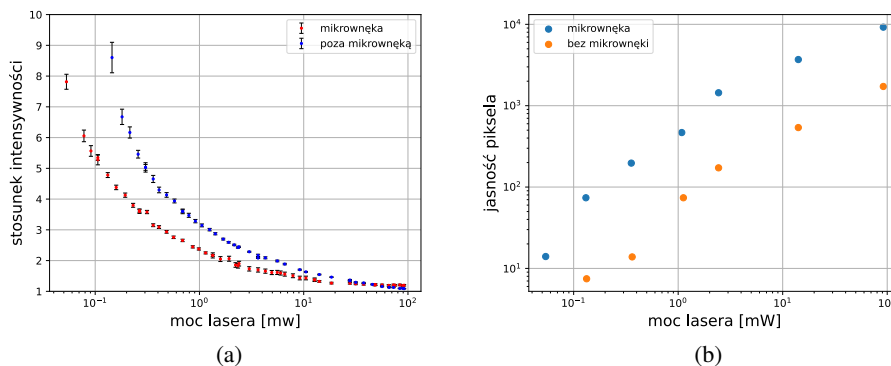 10
9
8
7
6
5
4
3
2
1
stosunek intensywności
mikrownęka
poza mikrownęką
10⁻¹ 10⁰ 10¹ 10²
moc lasera [mw]
(a)
10⁴
10³
10²
10¹
jasność piksela
mikrownęka
bez mikrownęki
10⁻¹ 10⁰ 10¹ 10²
moc lasera [mW]
(b)